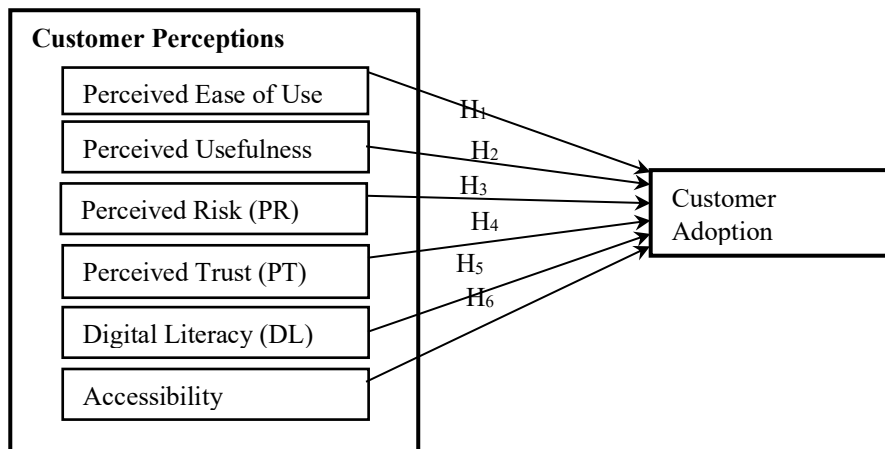 Customer Perceptions
Perceived Ease of Use
H₁
Perceived Usefulness
H₂
H₃
Perceived Risk (PR)
Customer
Adoption
H₄
Perceived Trust (PT)
H₅
H₆
Digital Literacy (DL)
Accessibility